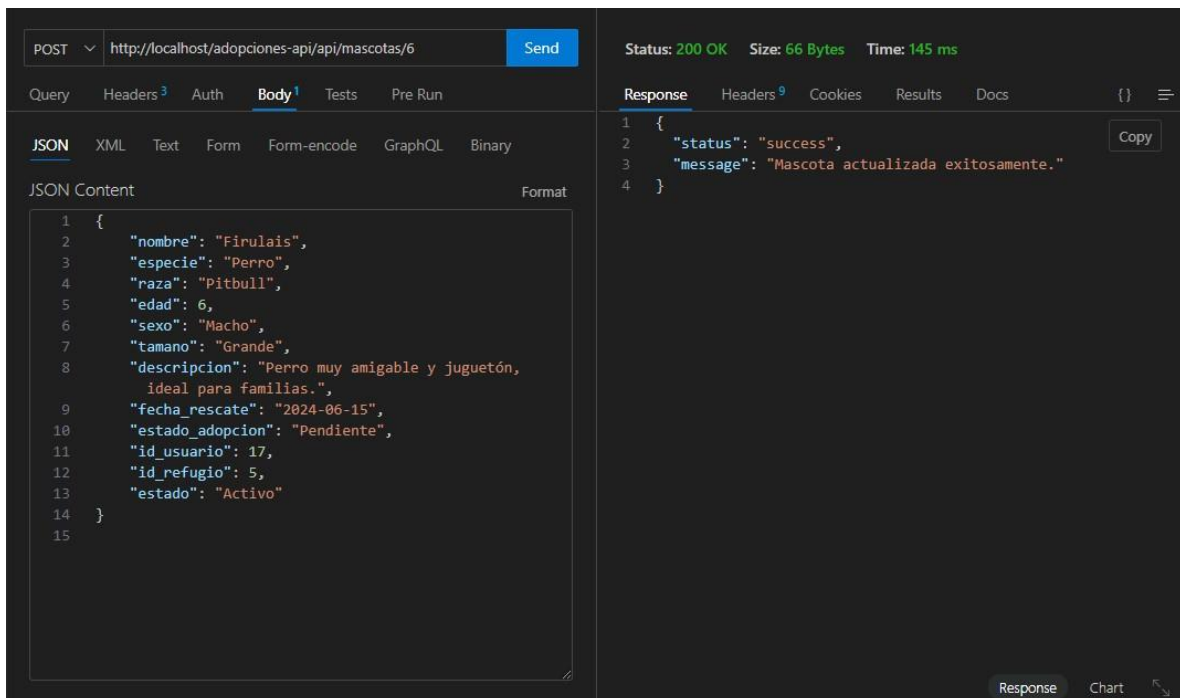 POST http://localhost/adopciones-api/api/mascotas/6 Send
Query Headers 3 Auth Body 1 Tests Pre Run
JSON XML Text Form Form-encode GraphQL Binary
JSON Content Format
1 {
2 "nombre": "Firulais",
3 "especie": "Perro",
4 "raza": "Pitbull",
5 "edad": 6,
6 "sexo": "Macho",
7 "tamano": "Grande",
8 "descripcion": "Perro muy amigable y juguetón,
ideal para familias.",
9 "fecha_rescate": "2024-06-15",
10 "estado_adopcion": "Pendiente",
11 "id_usuario": 17,
12 "id_refugio": 5,
13 "estado": "Activo"
14 }
15
Status: 200 OK Size: 66 Bytes Time: 145 ms
Response Headers 9 Cookies Results Docs { }
Copy
1 {
2 "status": "success",
3 "message": "Mascota actualizada exitosamente."
4 }
Response Chart